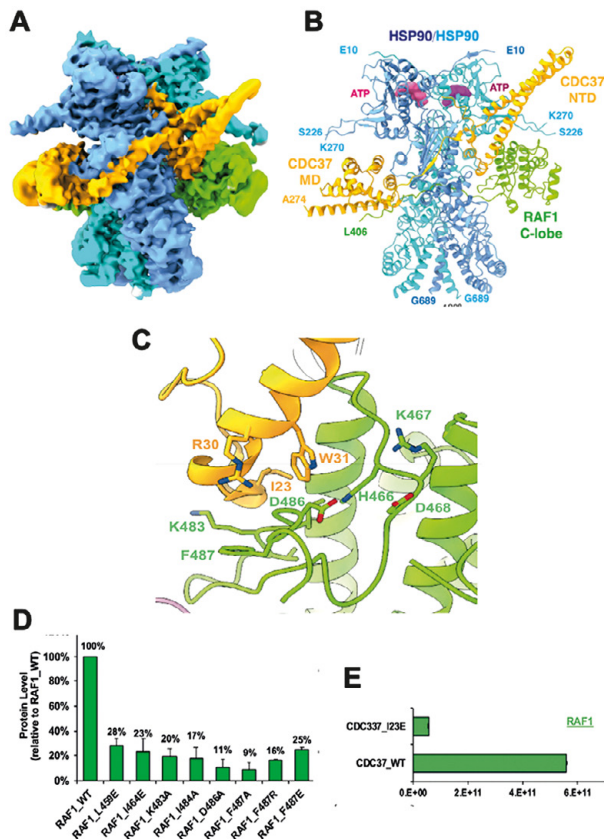 A
B
HSP90/HSP90
E10
E10
ATP
ATP
CDC37
NTD
K270
S226
S226
K270
CDC37
MD
A274
L406
RAF1
C-lobe
G689
G689
C
K467
R30
W31
I23
D486
H466
D468
K483
F487
D
Protein Level
(relative to RAF1_WT)
100%
80%
60%
40%
20%
0%
100%
28%
23%
20%
17%
11%
9%
16%
25%
RAF1_WT
RAF1_L459E
RAF1_I464E
RAF1_K483A
RAF1_I484A
RAF1_D486A
RAF1_F487A
RAF1_F487R
RAF1_F487E
E
RAF1
CDC337_I23E
CDC37_WT
0.E+00
2.E+11
4.E+11
6.E+11